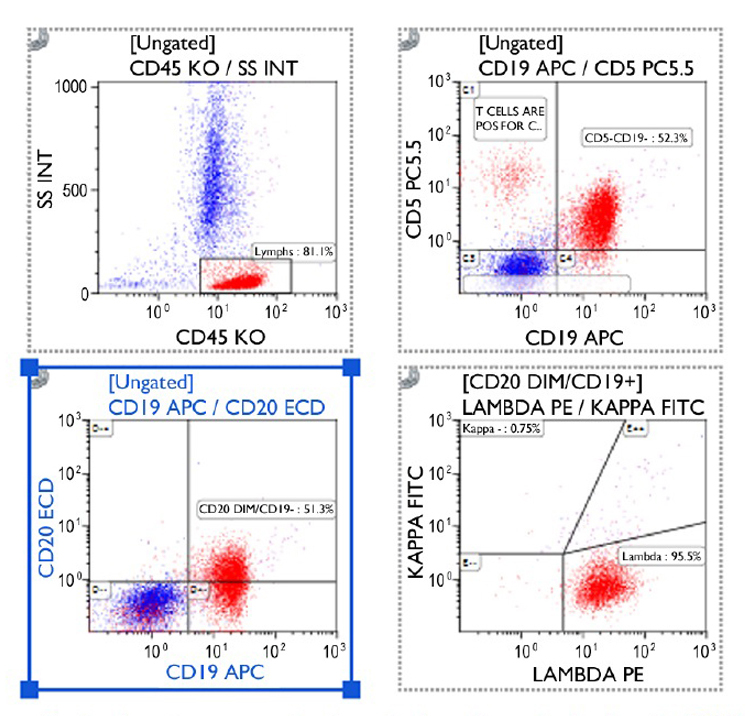 [Ungated]
CD45 KO / SS INT
SS INT
1000
500
0
Lymphs : 81.1%
10⁰ 10¹ 10² 10³
CD45 KO
[Ungated]
CD19 APC / CD5 PC5.5
CD5 PC5.5
10³
10²
10¹
10⁰
C1
T CELLS ARE
POS FOR C..
CD5-CD19- : 52.3%
C3
C4
10⁰ 10¹ 10² 10³
CD19 APC
[Ungated]
CD19 APC / CD20 ECD
CD20 ECD
10³
10²
10¹
10⁰
CD20 DIM/CD19- : 51.3%
10⁰ 10¹ 10² 10³
CD19 APC
[CD20 DIM/CD19+]
LAMBDA PE / KAPPA FITC
KAPPA FITC
10³
10²
10¹
10⁰
Kappa - : 0.75%
E++
E--
Lambda : 95.5%
10⁰ 10¹ 10² 10³
LAMBDA PE